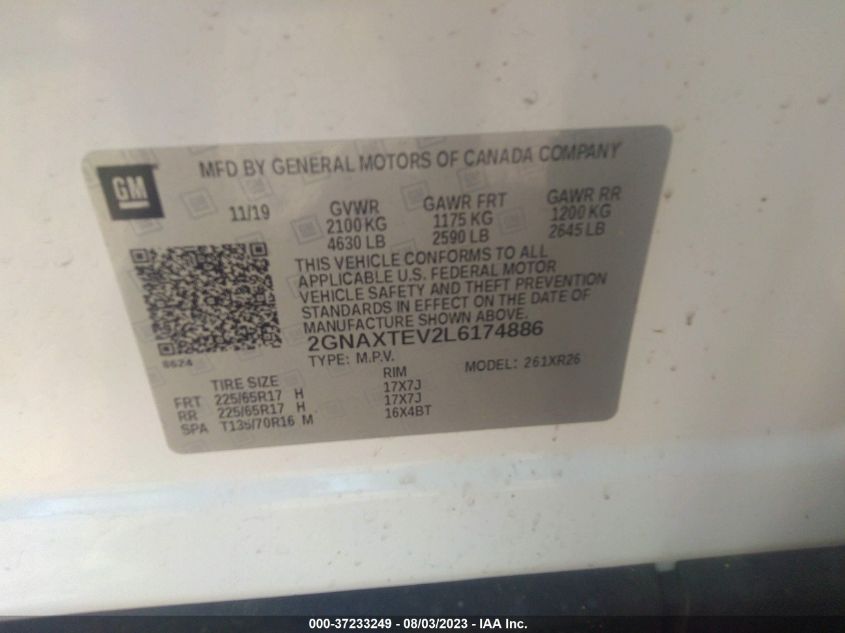 GM
MFD BY GENERAL MOTORS OF CANADA COMPANY
11/19 GVWR GAWR FRT GAWR RR
2100 KG 1175 KG 1200 KG
4630 LB 2590 LB 2645 LB
THIS VEHICLE CONFORMS TO ALL
APPLICABLE U.S. FEDERAL MOTOR
VEHICLE SAFETY AND THEFT PREVENTION
STANDARDS IN EFFECT ON THE DATE OF
MANUFACTURE SHOWN ABOVE.
2GNAXTEV2L6174886
8624 TYPE: M.P.V. MODEL: 261XR26
TIRE SIZE RIM
FRT 225/65R17 H 17X7J
RR 225/65R17 H 17X7J
SPA T135/70R16 M 16X4BT
000-37233249 - 08/03/2023 - IAA Inc.